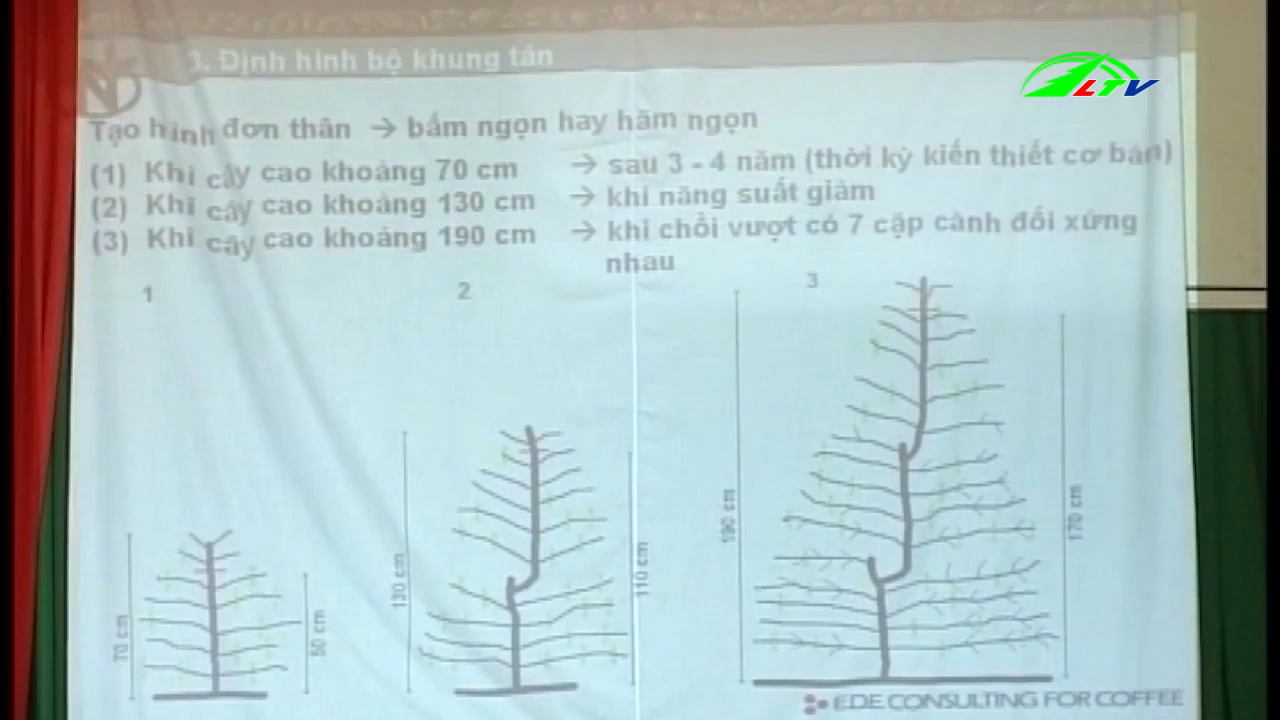 3. Định hình bộ khung tán
LTV
Tạo hình đơn thân → bấm ngọn hay hãm ngọn
(1) Khi cây cao khoảng 70 cm → sau 3 - 4 năm (thời kỳ kiến thiết cơ bản)
(2) Khi cây cao khoảng 130 cm → khi năng suất giảm
(3) Khi cây cao khoảng 190 cm → khi chồi vượt có 7 cặp cành đối xứng
nhau
1
2
3
70 cm
50 cm
130 cm
110 cm
190 cm
170 cm
EDE CONSULTING FOR COFFEE